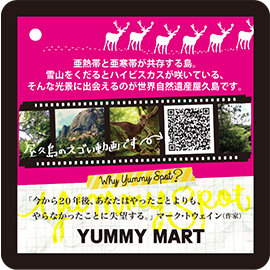 亜熱帯と亜寒帯が共存する島。
雪山をくだるとハイビスカスが咲いている、
そんな光景に出会えるのが世界自然遺産屋久島です。
屋久島のスゴい動画です
Why Yummy Spot?
「今から20年後、あなたはやったことよりも、
やらなかったことに失望する。」マーク・トウェイン(作家)
YUMMY MART